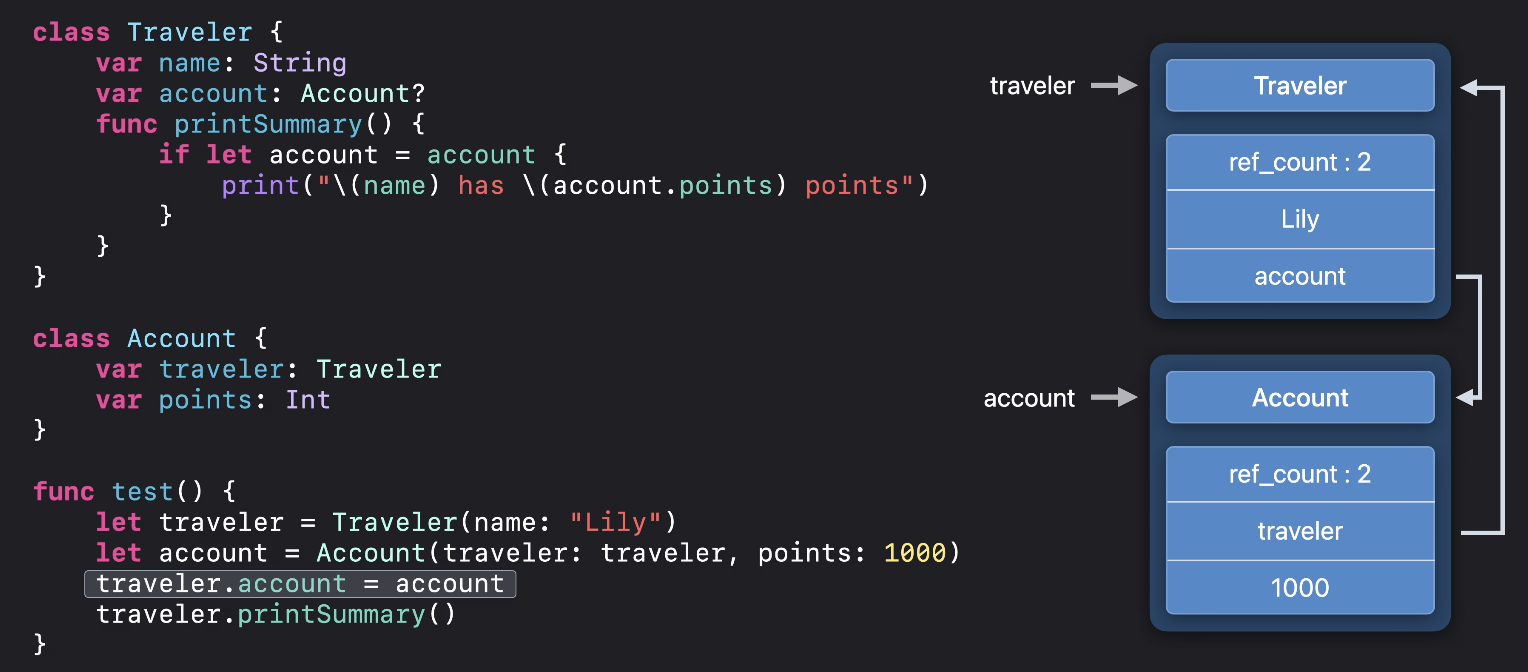 class Traveler {
    var name: String
    var account: Account?
    func printSummary() {
        if let account = account {
            print("\(name) has \(account.points) points")
        }
    }
}

class Account {
    var traveler: Traveler
    var points: Int
}

func test() {
    let traveler = Traveler(name: "Lily")
    let account = Account(traveler: traveler, points: 1000)
    traveler.account = account
    traveler.printSummary()
}
traveler
Traveler
ref_count : 2
Lily
account
account
Account
ref_count : 2
traveler
1000